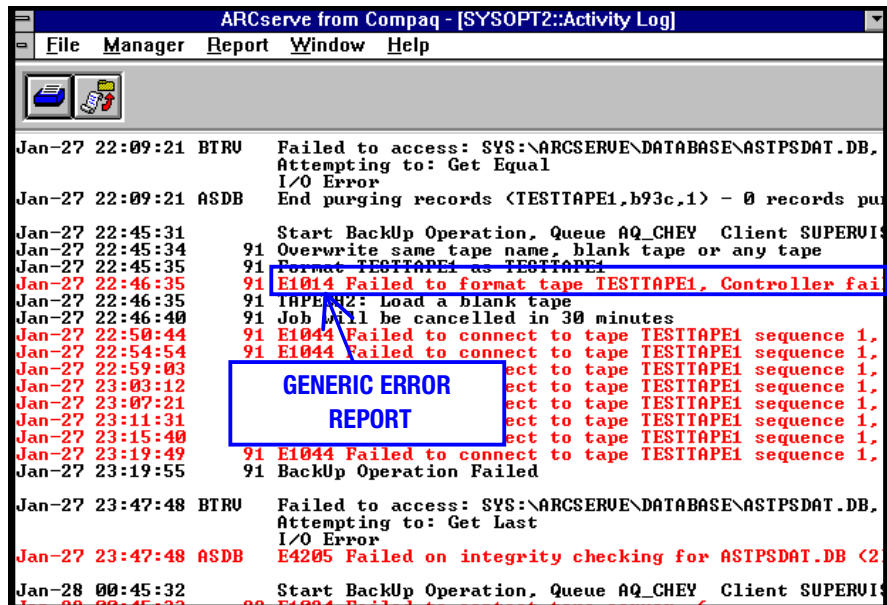 ARCserve from Compaq - [SYSOPT2::Activity Log]
File Manager Report Window Help
Jan-27 22:09:21 BTRV Failed to access: SYS:\ARCSERVE\DATABASE\ASTPSDAT.DB,
Attempting to: Get Equal
I/O Error
Jan-27 22:09:21 ASDB End purging records (TESTTAPE1,b93c,1) - 0 records
Jan-27 22:45:31 Start BackUp Operation, Queue AQ_CHEY Client
Jan-27 22:45:34 91 Overwrite same tape name, blank tape or any tape
Jan-27 22:45:35 91 Format TESTTAPE1 as TESTTAPE1
Jan-27 22:46:35 91 E1014 Failed to format tape TESTTAPE1, Controller
Jan-27 22:46:35 91 Load a blank tape
Jan-27 22:46:40 91 Job will be cancelled in 30 minutes
Jan-27 22:50:44 91 E1044 Failed to connect to tape TESTTAPE1 sequence 1,
Jan-27 22:54:54 91 E1044 Failed to connect to tape TESTTAPE1 sequence 1,
Jan-27 22:59:03 ect to tape TESTTAPE1 sequence 1,
Jan-27 23:03:12 ect to tape TESTTAPE1 sequence 1,
Jan-27 23:07:21 ect to tape TESTTAPE1 sequence 1,
Jan-27 23:11:31 ect to tape TESTTAPE1 sequence 1,
Jan-27 23:15:40 ect to tape TESTTAPE1 sequence 1,
Jan-27 23:19:49 91 E1044 Failed to connect to tape TESTTAPE1 sequence 1,
Jan-27 23:19:55 91 BackUp Operation Failed
GENERIC ERROR
REPORT
Jan-27 23:47:48 BTRV Failed to access: SYS:\ARCSERVE\DATABASE\ASTPSDAT.DB,
Attempting to: Get Last
I/O Error
Jan-27 23:47:48 ASDB E4205 Failed on integrity checking for ASTPSDAT.DB (2
Jan-28 00:45:32 Start BackUp Operation, Queue AQ_CHEY Client